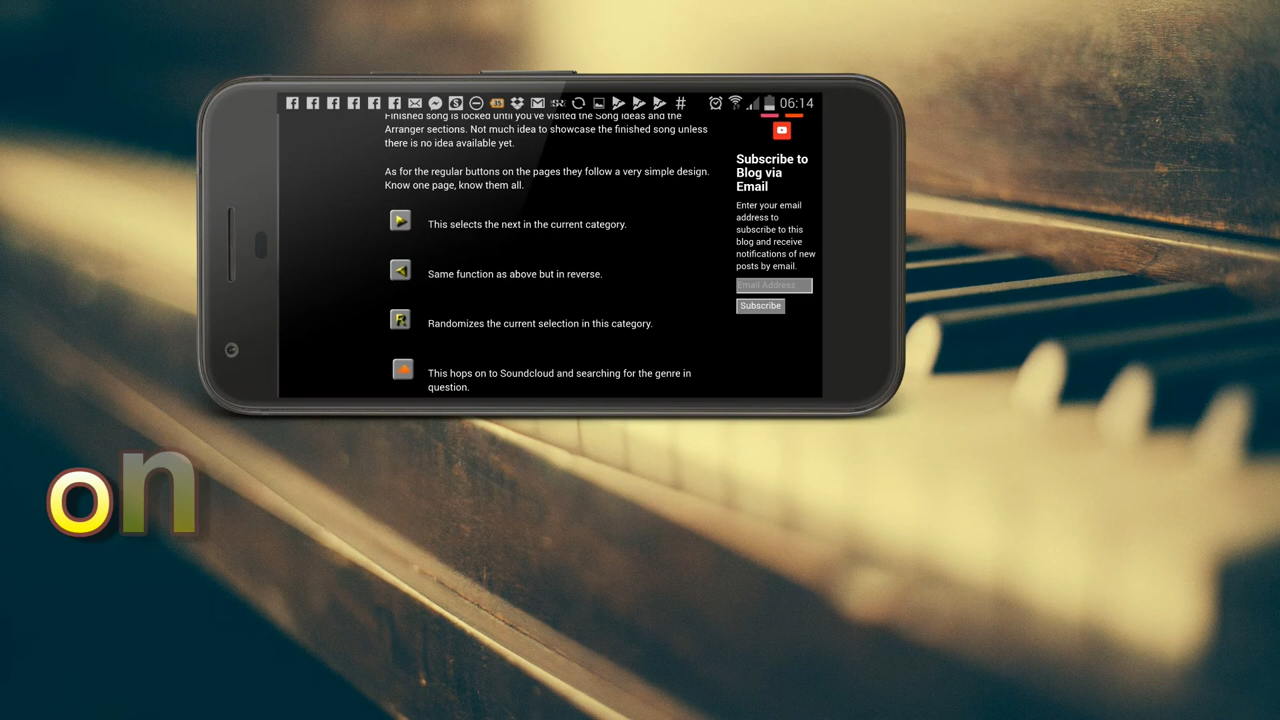 06:14
Finished song is locked until you've visited the Song ideas and the
Arranger sections. Not much idea to showcase the finished song unless
there is no idea available yet.
As for the regular buttons on the pages they follow a very simple design.
Know one page, know them all.
This selects the next in the current category.
Same function as above but in reverse.
R
Randomizes the current selection in this category.
This hops on to Soundcloud and searching for the genre in
question.
Subscribe to
Blog via
Email
Enter your email
address to
subscribe to this
blog and receive
notifications of new
posts by email.
Email Address
Subscribe
on